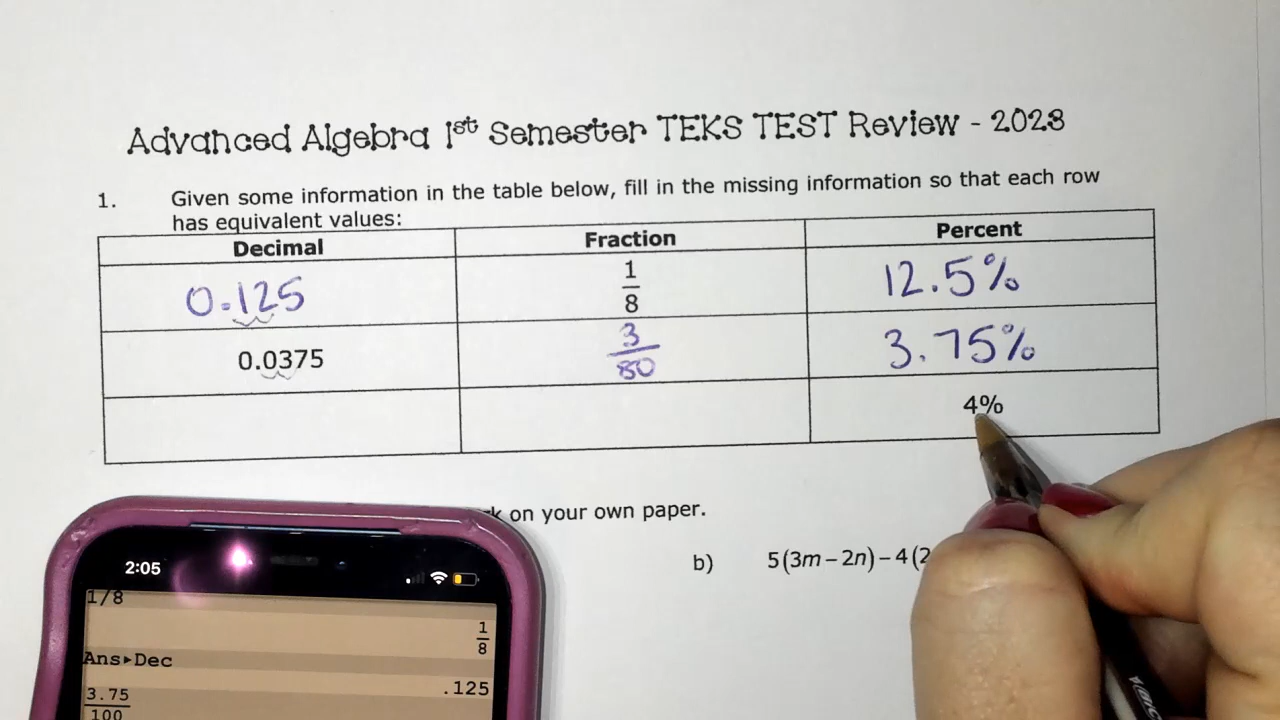 Advanced Algebra 1st Semester TEKS TEST Review - 2023
1. Given some information in the table below, fill in the missing information so that each row
has equivalent values:
Decimal Fraction Percent
0.125 1/8 12.5%
0.0375 3/80 3.75%
4%
on your own paper.
b) 5(3m – 2n) – 4(2
2:05
1/8
1/8
Ans▸Dec
.125
3.75/100